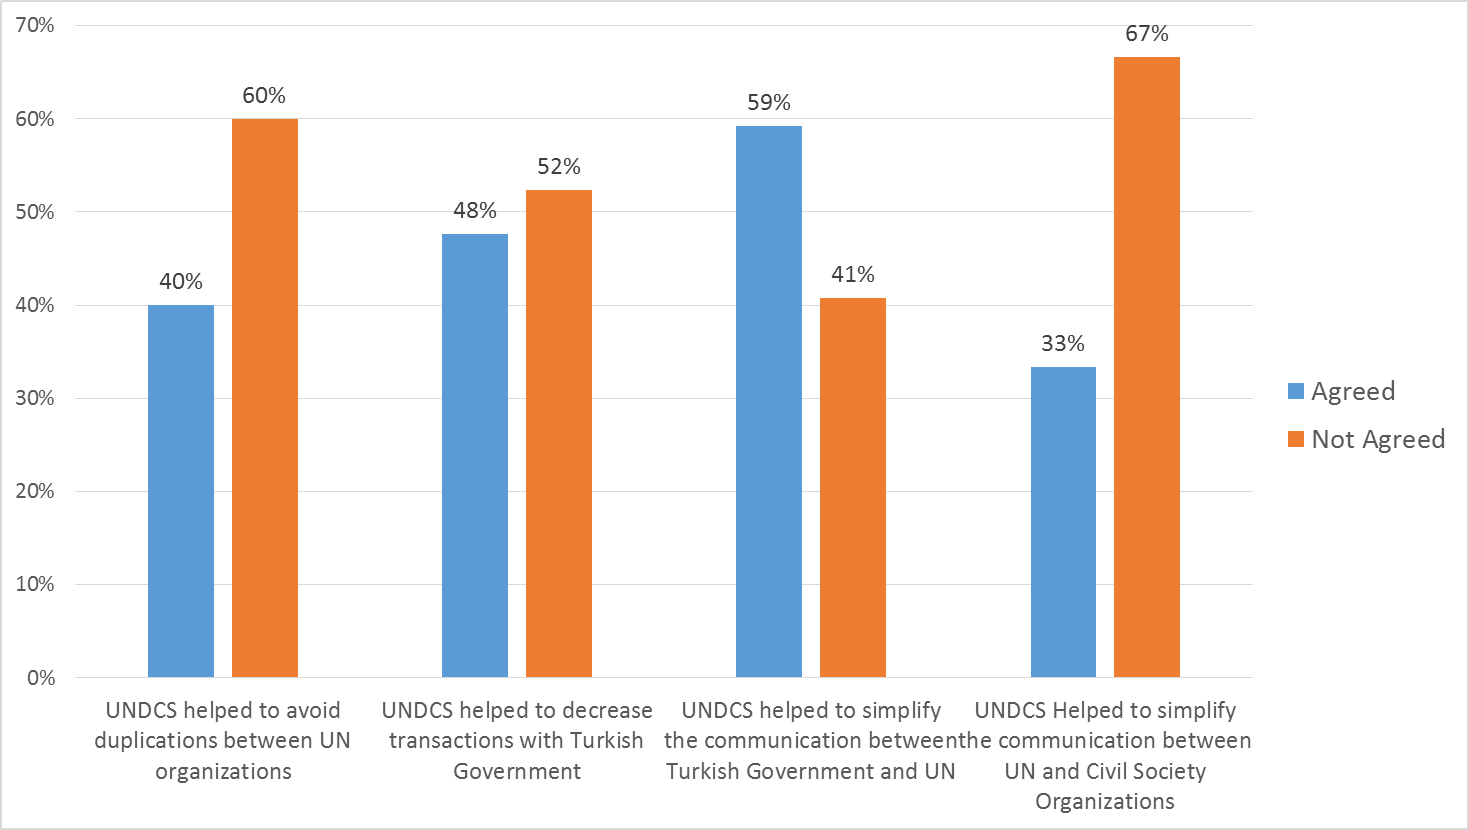 70%
60%
50%
40%
30%
20%
10%
0%
40%
60%
48%
52%
59%
41%
33%
67%
UNDCS helped to avoid
duplications between UN
organizations
UNDCS helped to decrease
transactions with Turkish
Government
UNDCS helped to simplify
the communication between
Turkish Government and UN
UNDCS Helped to simplify
the communication between
UN and Civil Society
Organizations
Agreed
Not Agreed